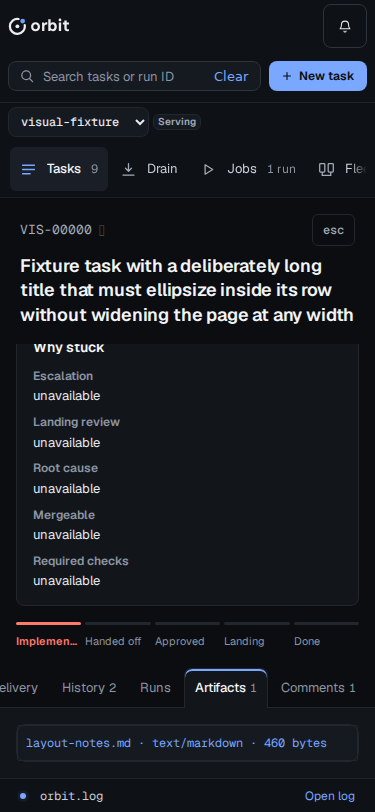 orbit
Search tasks or run ID
Clear
+ New task
visual-fixture
Serving
Tasks 9
Drain
Jobs 1 run
VIS-00000
esc
Fixture task with a deliberately long
title that must ellipsize inside its row
without widening the page at any width
Why stuck
Escalation
unavailable
Landing review
unavailable
Root cause
unavailable
Mergeable
unavailable
Required checks
unavailable
Implemen…
Handed off
Approved
Landing
Done
elivery
History 2
Runs
Artifacts 1
Comments 1
layout-notes.md · text/markdown · 460 bytes
orbit.log
Open log